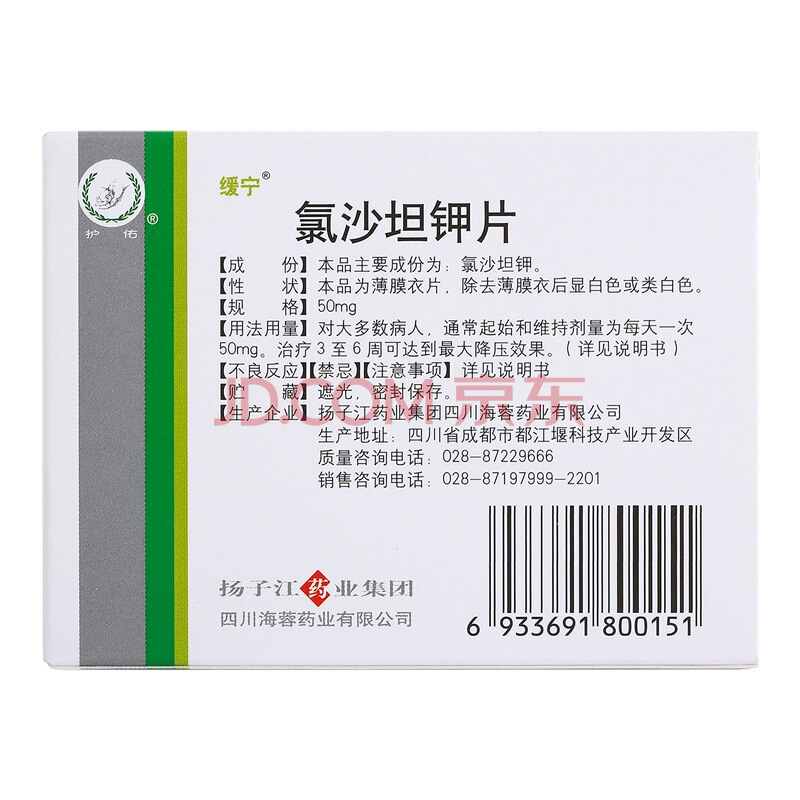 缓宁®
氯沙坦钾片
护佑®
【成 份】本品主要成份为：氯沙坦钾。
【性 状】本品为薄膜衣片，除去薄膜衣后显白色或类白色。
【规 格】50mg
【用法用量】对大多数病人，通常起始和维持剂量为每天一次
50mg。治疗3至6周可达到最大降压效果。（详见说明书）
【不良反应】【禁忌】【注意事项】详见说明书
【贮 藏】遮光，密封保存。
JD.COM 京东
【生产企业】扬子江药业集团四川海蓉药业有限公司
生产地址：四川省成都市都江堰科技产业开发区
质量咨询电话：028-87229666
销售咨询电话：028-87197999-2201
扬子江药业集团
四川海蓉药业有限公司
6 933691 800151